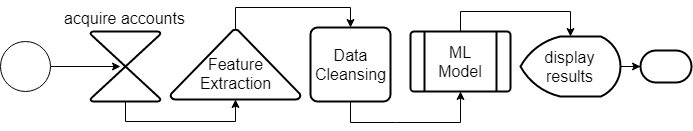 acquire accounts
Feature
Extraction
Data
Cleansing
ML
Model
display
results